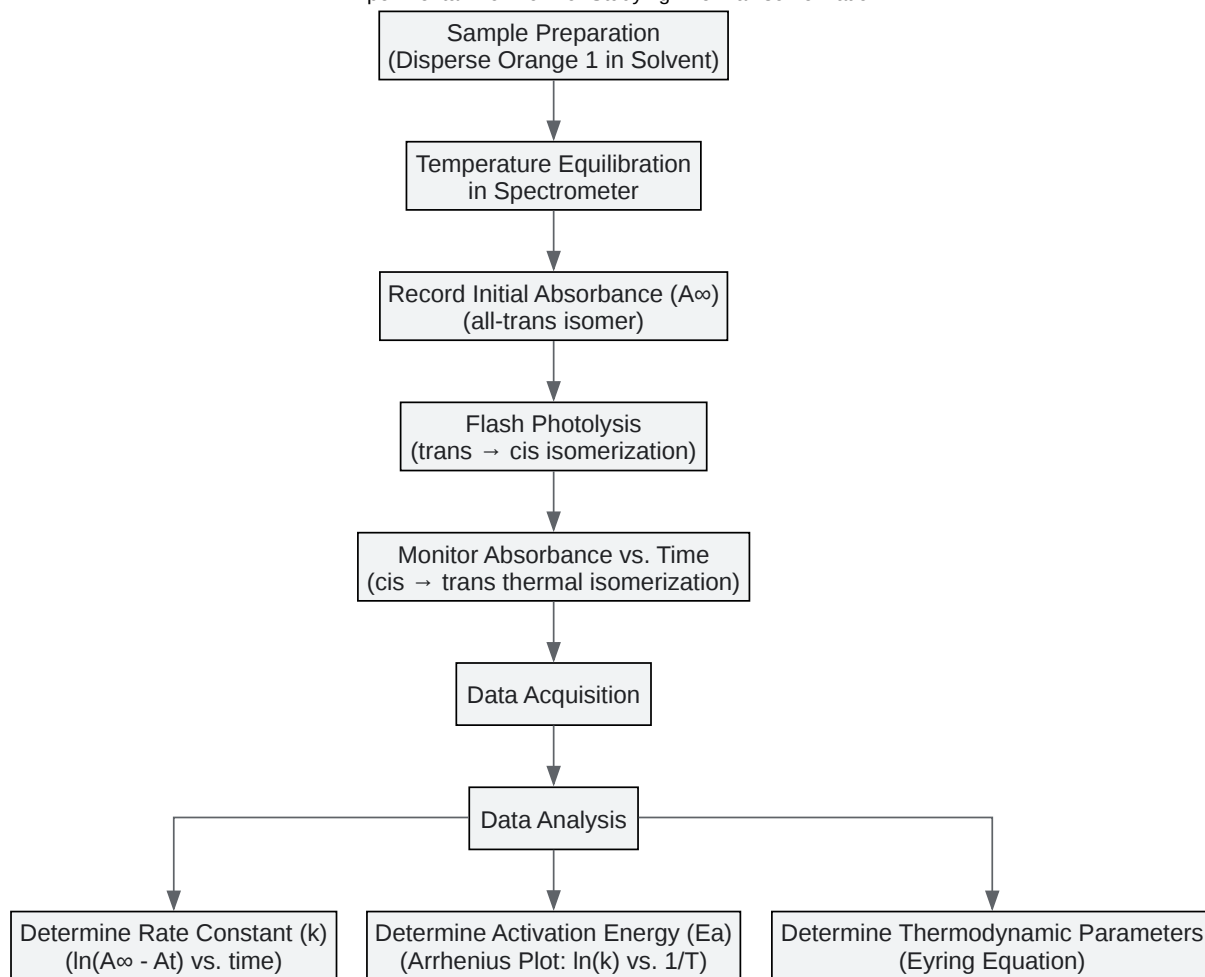 Sample Preparation
(Disperse Orange 1 in Solvent)
Temperature Equilibration
in Spectrometer
Record Initial Absorbance (A∞)
(all-trans isomer)
Flash Photolysis
(trans → cis isomerization)
Monitor Absorbance vs. Time
(cis → trans thermal isomerization)
Data Acquisition
Data Analysis
Determine Rate Constant (k)
(ln(A∞ - At) vs. time)
Determine Activation Energy (Ea)
(Arrhenius Plot: ln(k) vs. 1/T)
Determine Thermodynamic Parameters
(Eyring Equation)